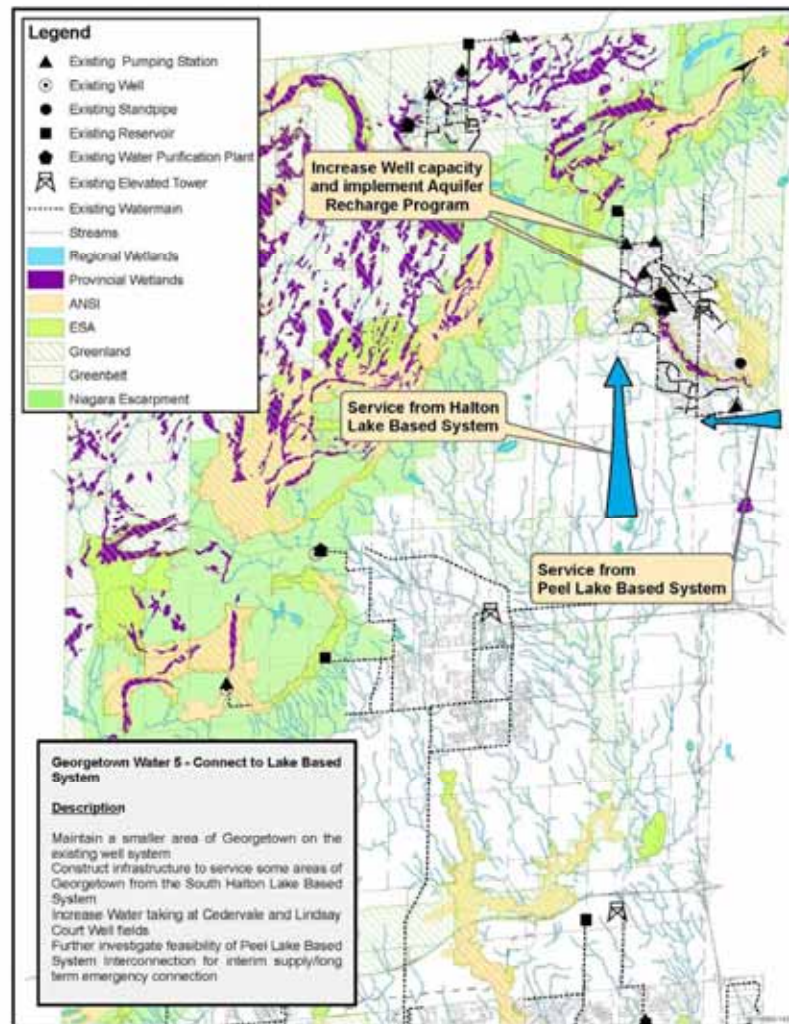 Legend
Existing Pumping Station
Existing Well
Existing Standpipe
Existing Reservoir
Existing Water Purification Plant
Existing Elevated Tower
Existing Watermain
Streams
Regional Wetlands
Provincial Wetlands
ANSI
ESA
Greenland
Greenbelt
Niagara Escarpment
N
Increase Well capacity
and implement Aquifer
Recharge Program
Service from Halton
Lake Based System
Service from
Peel Lake Based System
Georgetown Water 5 - Connect to Lake Based
System
Description
Maintain a smaller area of Georgetown on the
existing well system
Construct infrastructure to service some areas of
Georgetown from the South Halton Lake Based
System
Increase Water taking at Cedervale and Lindsay
Court Well fields
Further investigate feasibility of Peel Lake Based
System Interconnection for interim supply/long
term emergency connection